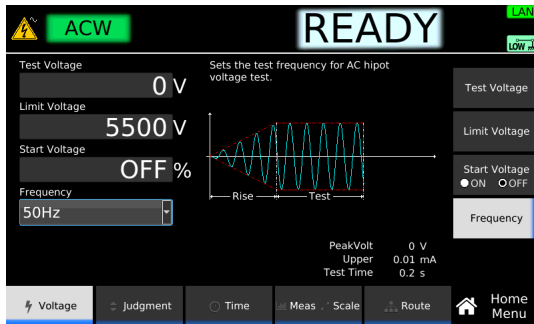 ACW
READY
LAN
LOW
Test Voltage
0 V
Limit Voltage
5500 V
Start Voltage
OFF %
Frequency
50Hz
Sets the test frequency for AC hipot
voltage test.
Rise
Test
PeakVolt 0 V
Upper 0.01 mA
Test Time 0.2 s
Test Voltage
Limit Voltage
Start Voltage
ON OFF
Frequency
Voltage
Judgment
Time
Meas Scale
Route
Home
Menu